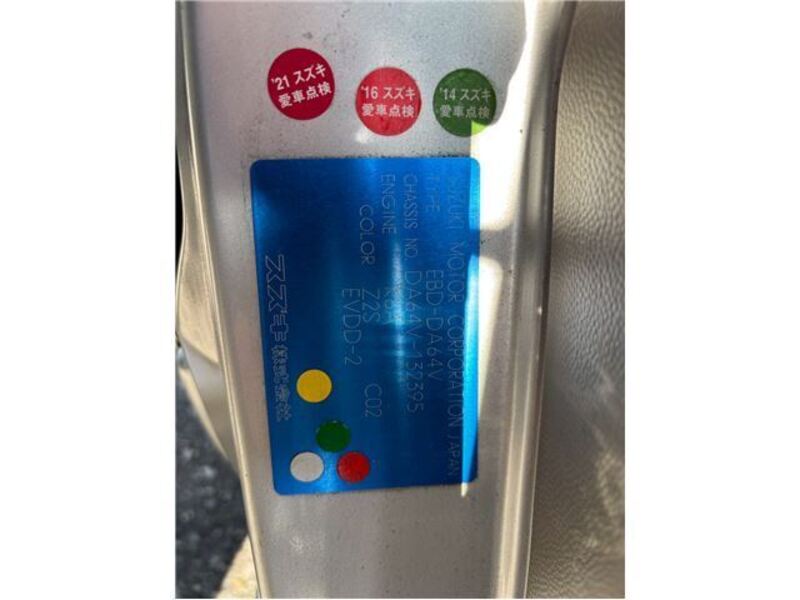 '21 スズキ
愛車点検
'16 スズキ
愛車点検
'14 スズキ
愛車点検
SUZUKI MOTOR CORPORATION JAPAN
TYPE EBD-DA64V
CHASSIS NO. DA64V-132395
ENGINE K6A
COLOR Z2S C02
EVDD-2
スズキ株式会社